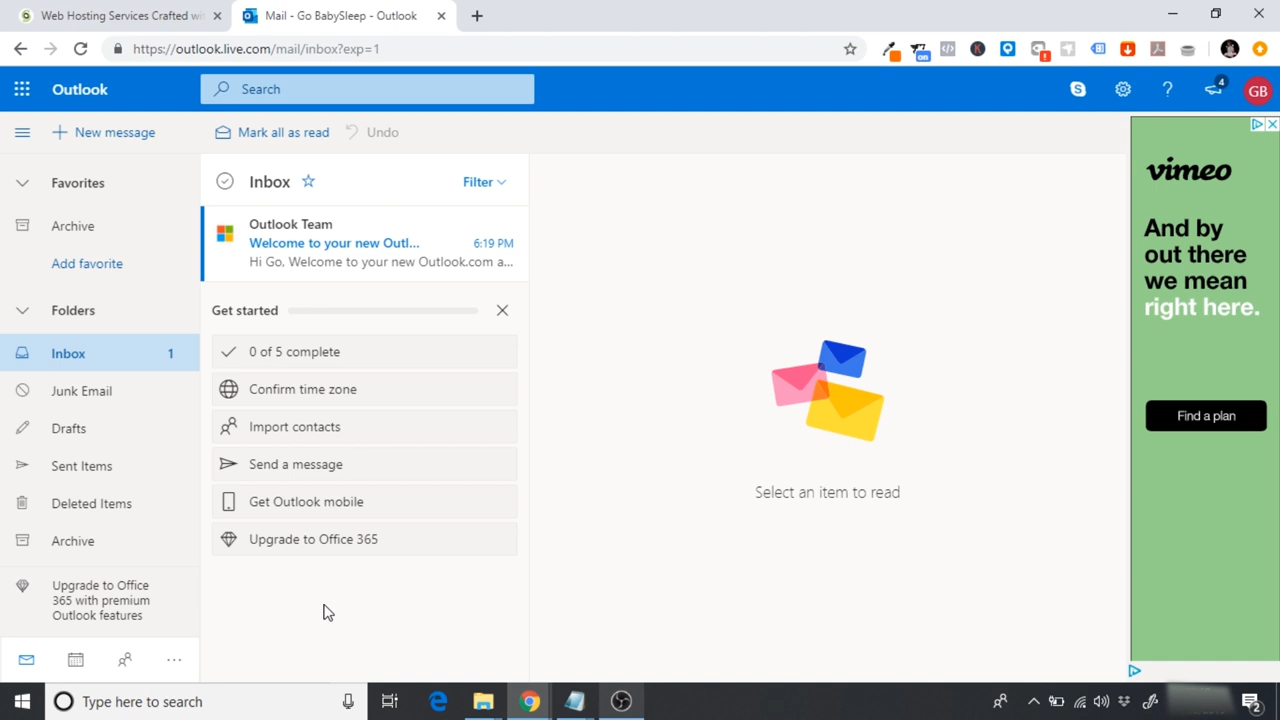 Web Hosting Services Crafted wit
Mail - Go BabySleep - Outlook
https://outlook.live.com/mail/inbox?exp=1
on
Outlook
Search
4
GB
New message
Mark all as read
Undo
Favorites
Archive
Add favorite
Folders
Inbox 1
Junk Email
Drafts
Sent Items
Deleted Items
Archive
Upgrade to Office
365 with premium
Outlook features
Inbox
Filter
Outlook Team
Welcome to your new Outl... 6:19 PM
Hi Go, Welcome to your new Outlook.com a...
Get started
0 of 5 complete
Confirm time zone
Import contacts
Send a message
Get Outlook mobile
Upgrade to Office 365
Select an item to read
vimeo
And by
out there
we mean
right here.
Find a plan
Type here to search
2